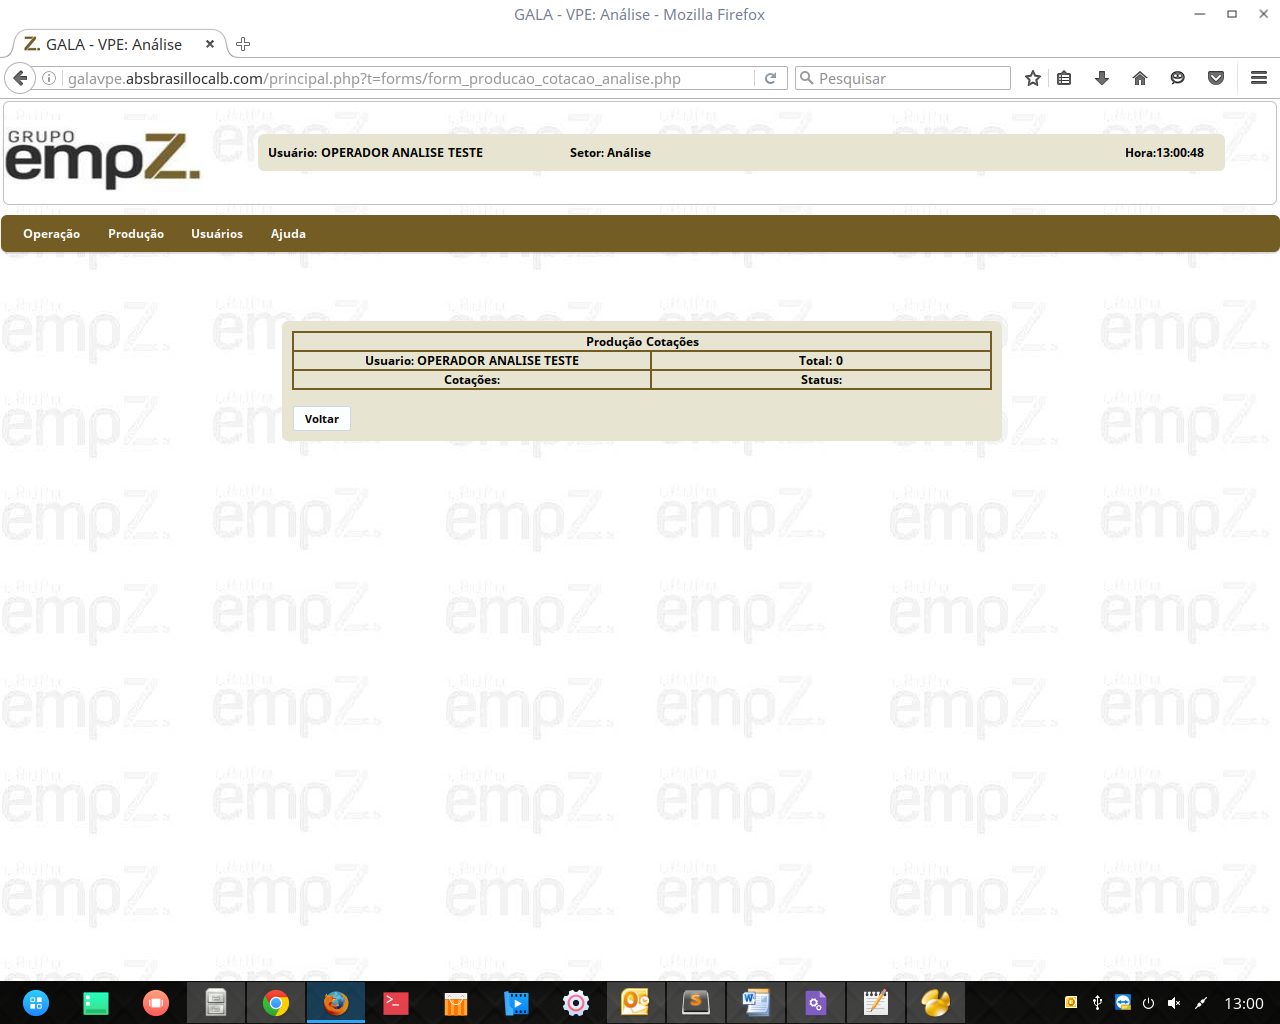 GALA - VPE: Análise - Mozilla Firefox
GALA - VPE: Análise
galavpe.absbrasillocalb.com/principal.php?t=forms/form_producao_cotacao_analise.php
Pesquisar
GRUPO
empZ.
Usuário: OPERADOR ANALISE TESTE Setor: Análise Hora:13:00:48
Operação Produção Usuários Ajuda
Produção Cotações
Usuario: OPERADOR ANALISE TESTE Total: 0
Cotações: Status:
Voltar
13:00